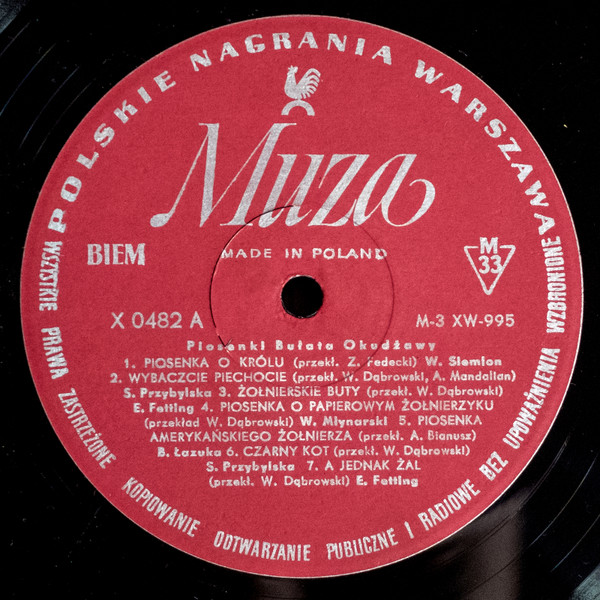 POLSKIE NAGRANIA WARSZAWA
Muza
BIEM
MADE IN POLAND
M
33
X 0482 A
M-3 XW-995
Piosenki Bułata Okudżawy
1. PIOSENKA O KRÓLU (przekł. Z. Fedecki) W. Siemion
2. WYBACZCIE PIECHOCIE (przekł. W. Dąbrowski, A. Mandalian)
S. Przybylska 3. ŻOŁNIERSKIE BUTY (przekł. W. Dąbrowski)
E. Fetting 4. PIOSENKA O PAPIEROWYM ŻOŁNIERZYKU
(przekład W. Dąbrowski) W. Młynarski 5. PIOSENKA
AMERYKAŃSKIEGO ŻOŁNIERZA (przekł. A. Bianusz)
B. Łazuka 6. CZARNY KOT (przekł. W. Dąbrowski)
S. Przybylska 7. A JEDNAK ŻAL
(przekł. W. Dąbrowski) E. Fetting
WSZYSTKIE PRAWA ZASTRZEŻONE KOPIOWANIE ODTWARZANIE PUBLICZNE I RADIOWE BEZ UPOWAŻNIENIA WZBRONIONE